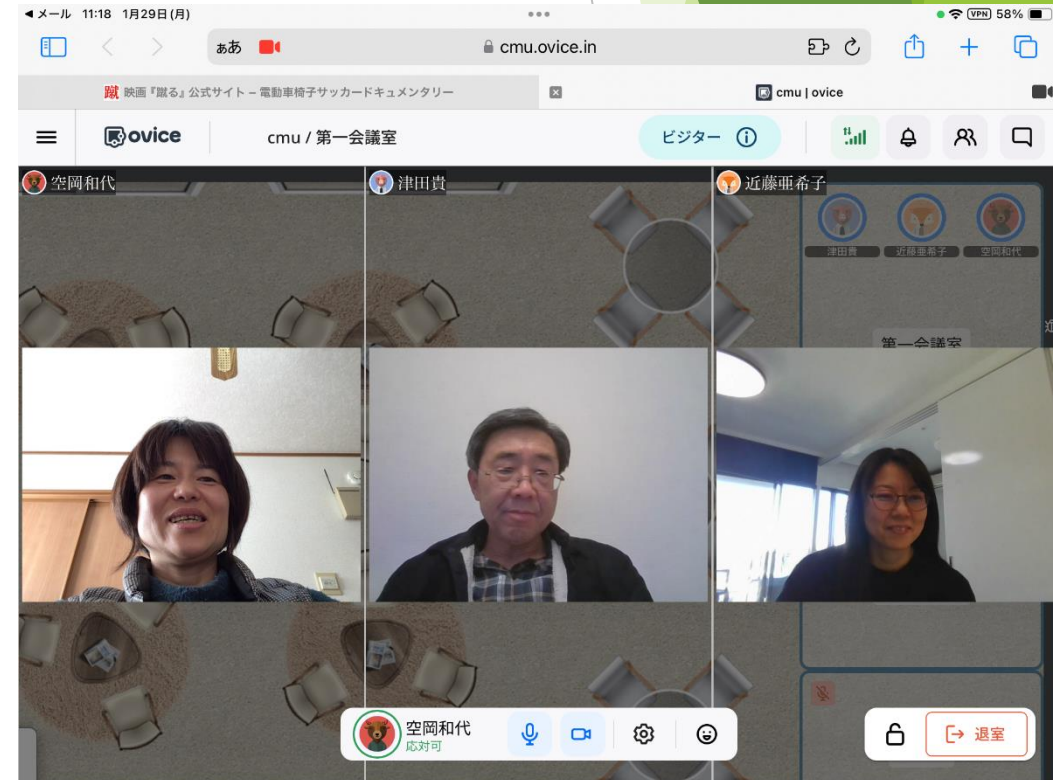 メール 11:18 1月29日(月) VPN 58%
ぁあ cmu.ovice.in
蹴 映画『蹴る』公式サイト – 電動車椅子サッカードキュメンタリー cmu | ovice
ovice cmu / 第一会議室 ビジター
空岡和代 津田貴 近藤亜希子
津田貴 近藤亜希子 空岡和代
第一会議室
空岡和代
応対可
退室